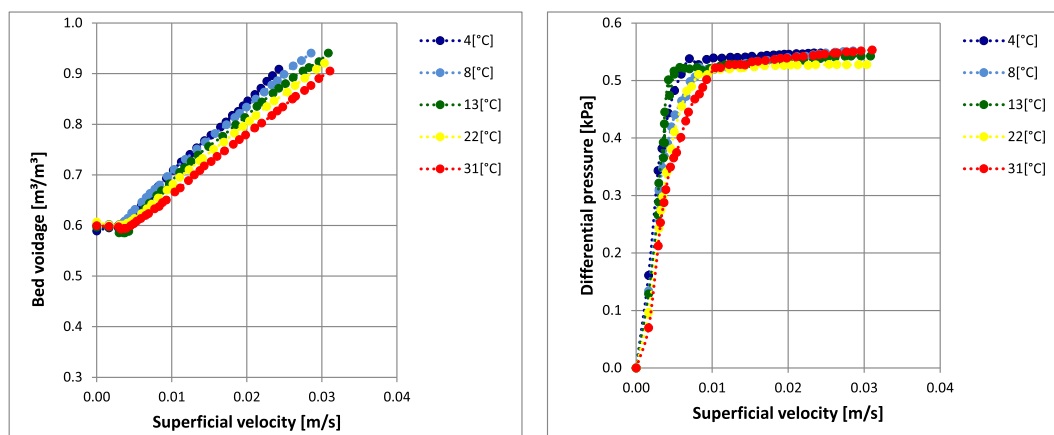 1.0
0.9
0.8
0.7
0.6
0.5
0.4
0.3
0.00 0.01 0.02 0.03 0.04
Bed voidage [m³/m³]
Superficial velocity [m/s]
4[°C]
8[°C]
13[°C]
22[°C]
31[°C]
0.6
0.5
0.4
0.3
0.2
0.1
0.0
0.00 0.01 0.02 0.03 0.04
Differential pressure [kPa]
Superficial velocity [m/s]
4[°C]
8[°C]
13[°C]
22[°C]
31[°C]